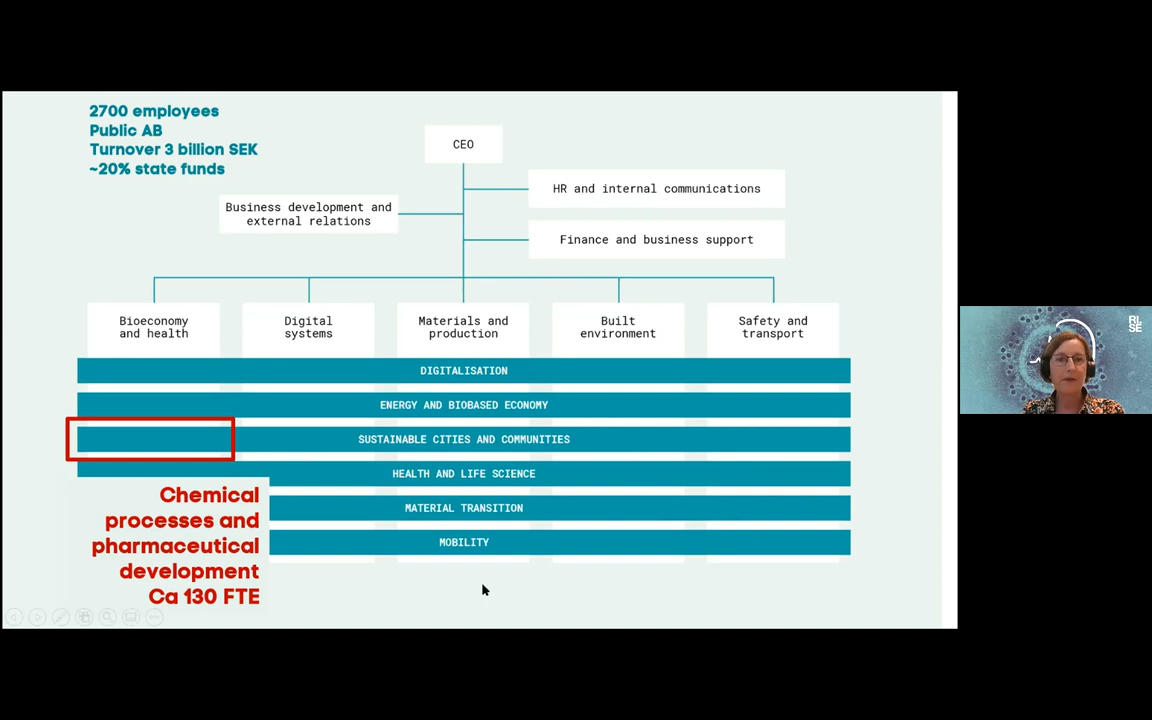 2700 employees
Public AB
Turnover 3 billion SEK
~20% state funds
CEO
HR and internal communications
Business development and
external relations
Finance and business support
Bioeconomy
and health
Digital
systems
Materials and
production
Built
environment
Safety and
transport
DIGITALISATION
ENERGY AND BIOBASED ECONOMY
SUSTAINABLE CITIES AND COMMUNITIES
HEALTH AND LIFE SCIENCE
MATERIAL TRANSITION
MOBILITY
Chemical
processes and
pharmaceutical
development
Ca 130 FTE
RI.
SE